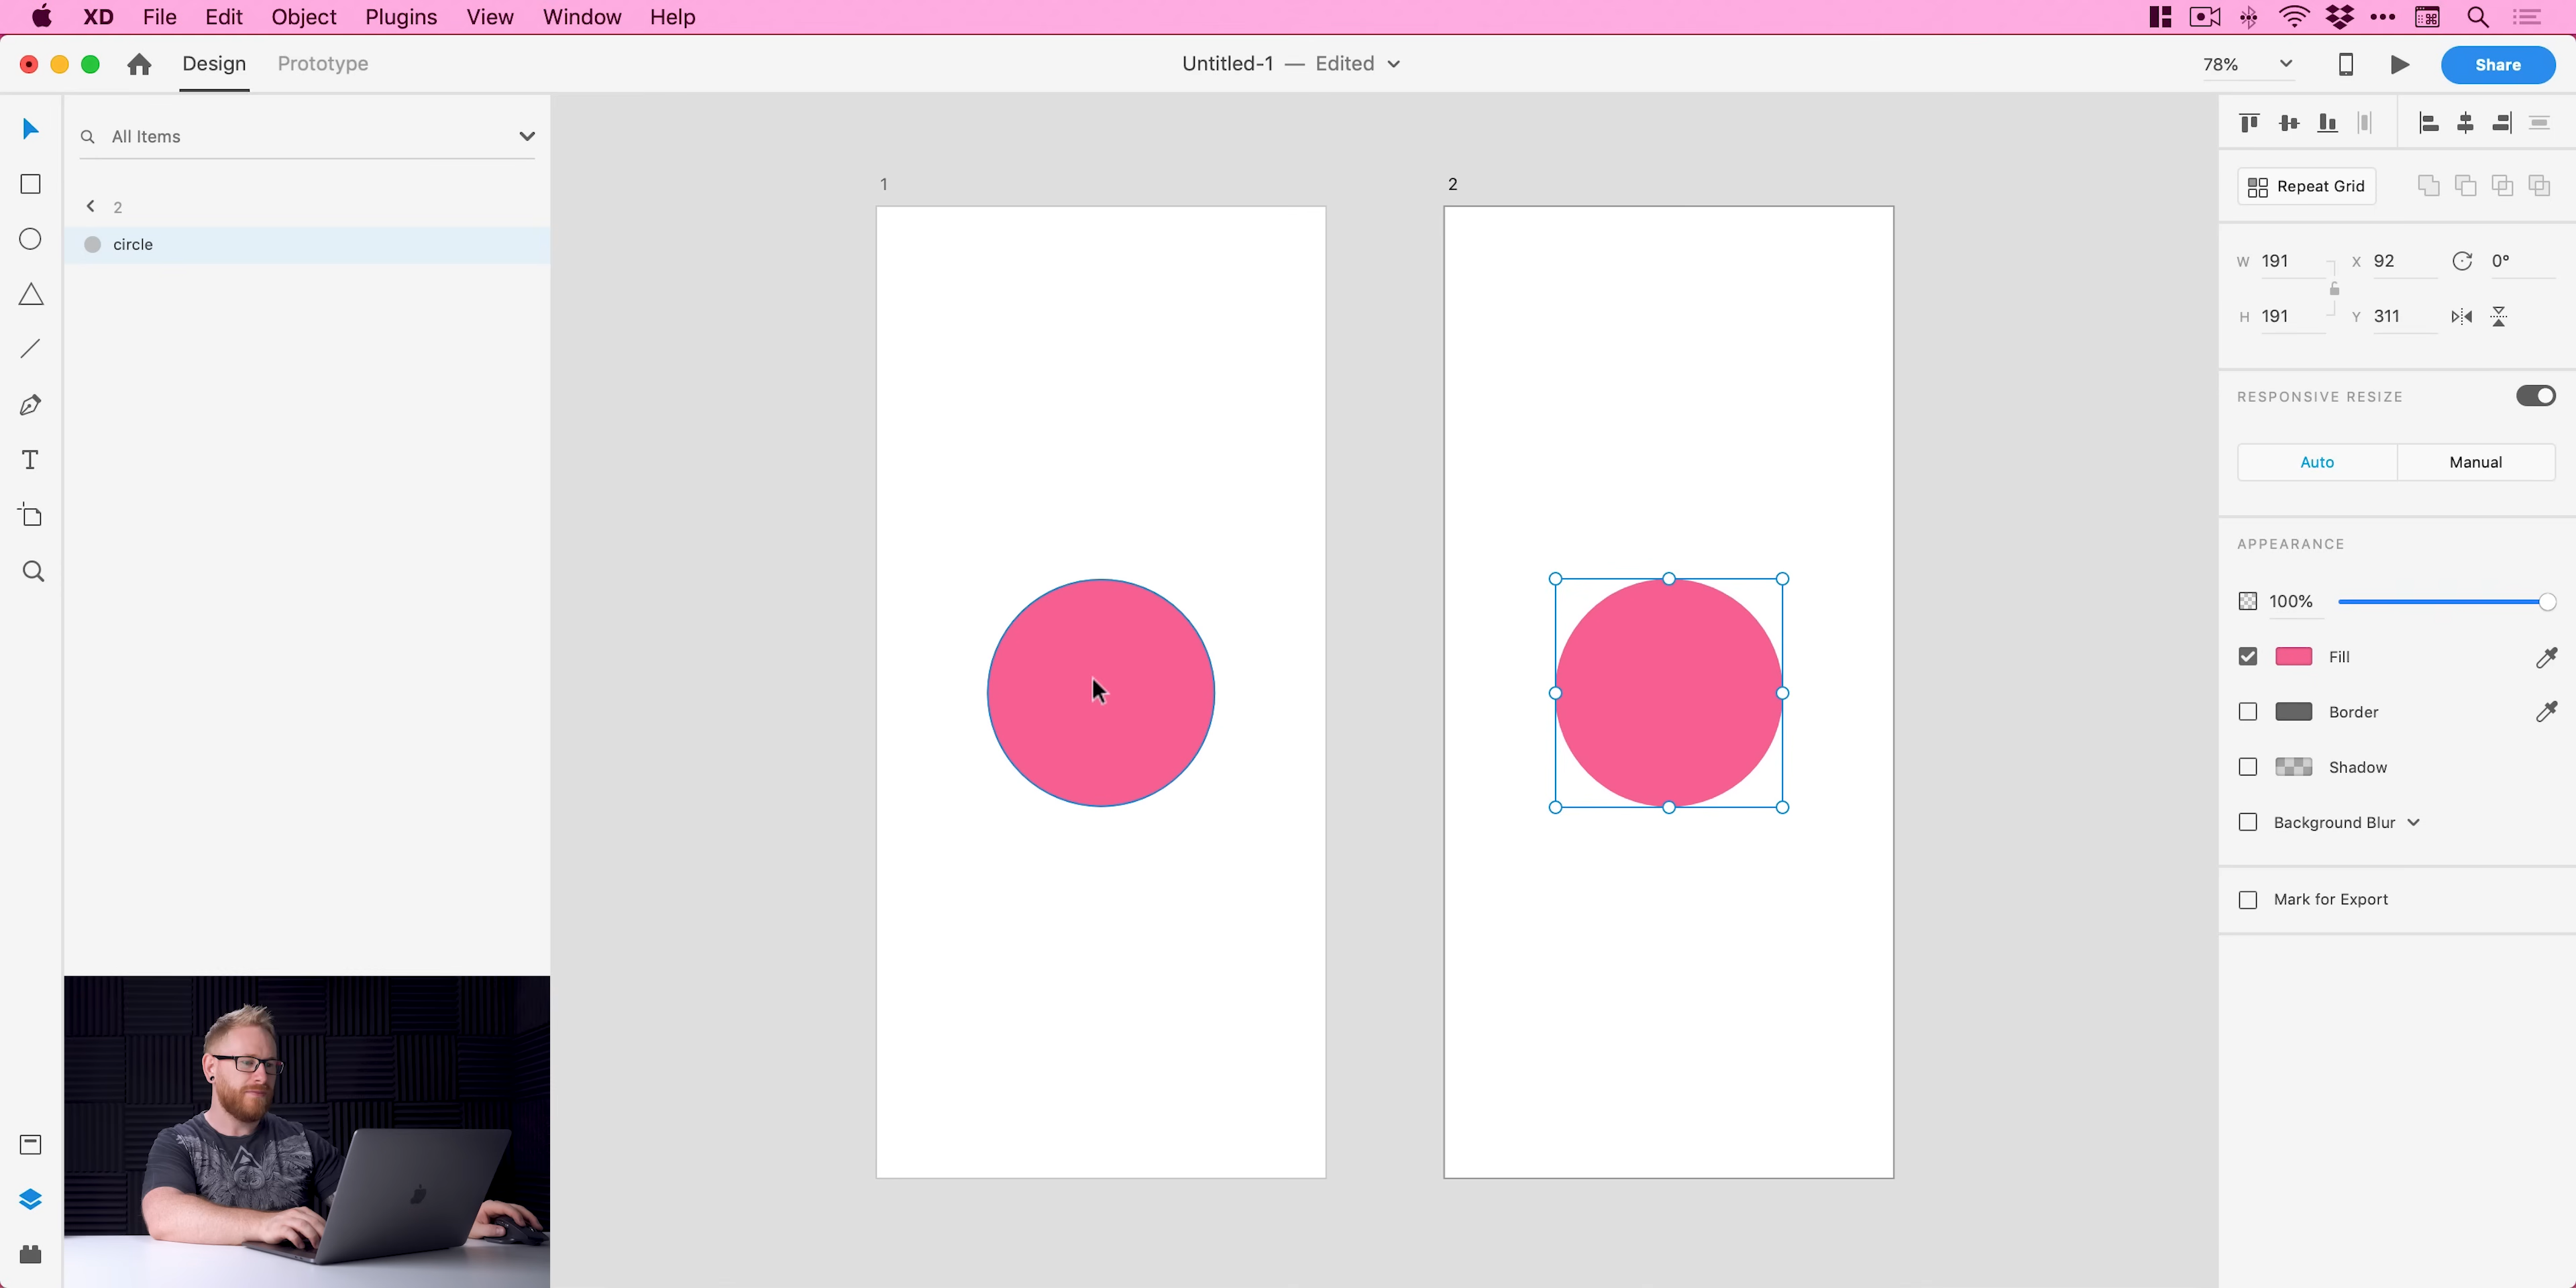 XD File Edit Object Plugins View Window Help
Design Prototype Untitled-1 — Edited 78% Share
All Items
2
circle
1
2
Repeat Grid
W 191 X 92 0°
H 191 Y 311
RESPONSIVE RESIZE
Auto Manual
APPEARANCE
100%
Fill
Border
Shadow
Background Blur
Mark for Export